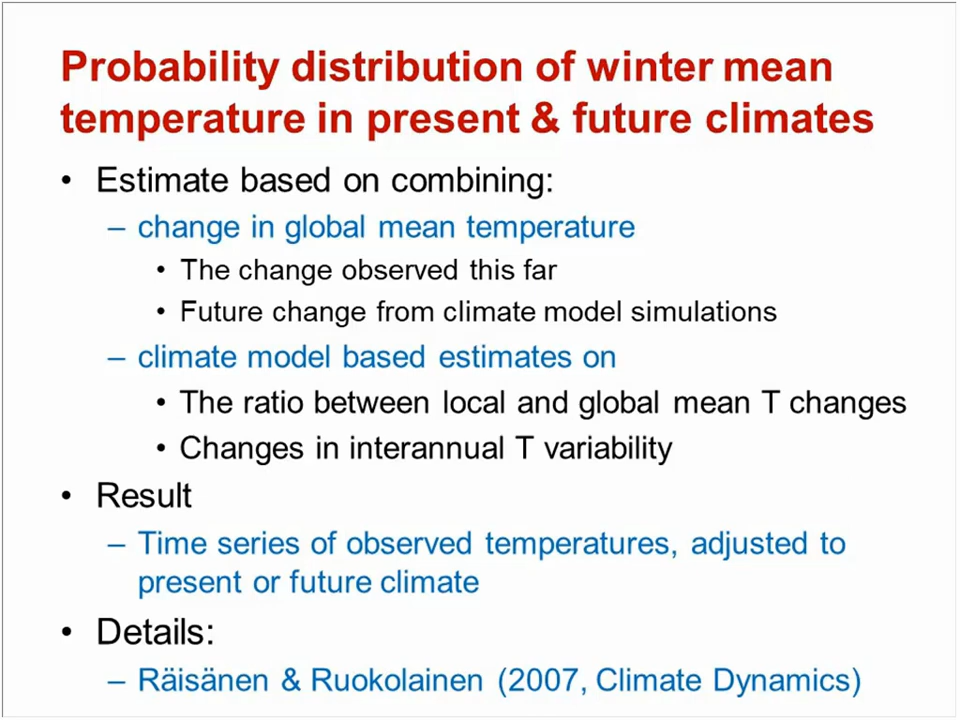 Probability distribution of winter mean
temperature in present & future climates
• Estimate based on combining:
– change in global mean temperature
• The change observed this far
• Future change from climate model simulations
– climate model based estimates on
• The ratio between local and global mean T changes
• Changes in interannual T variability
• Result
– Time series of observed temperatures, adjusted to
present or future climate
• Details:
– Räisänen & Ruokolainen (2007, Climate Dynamics)